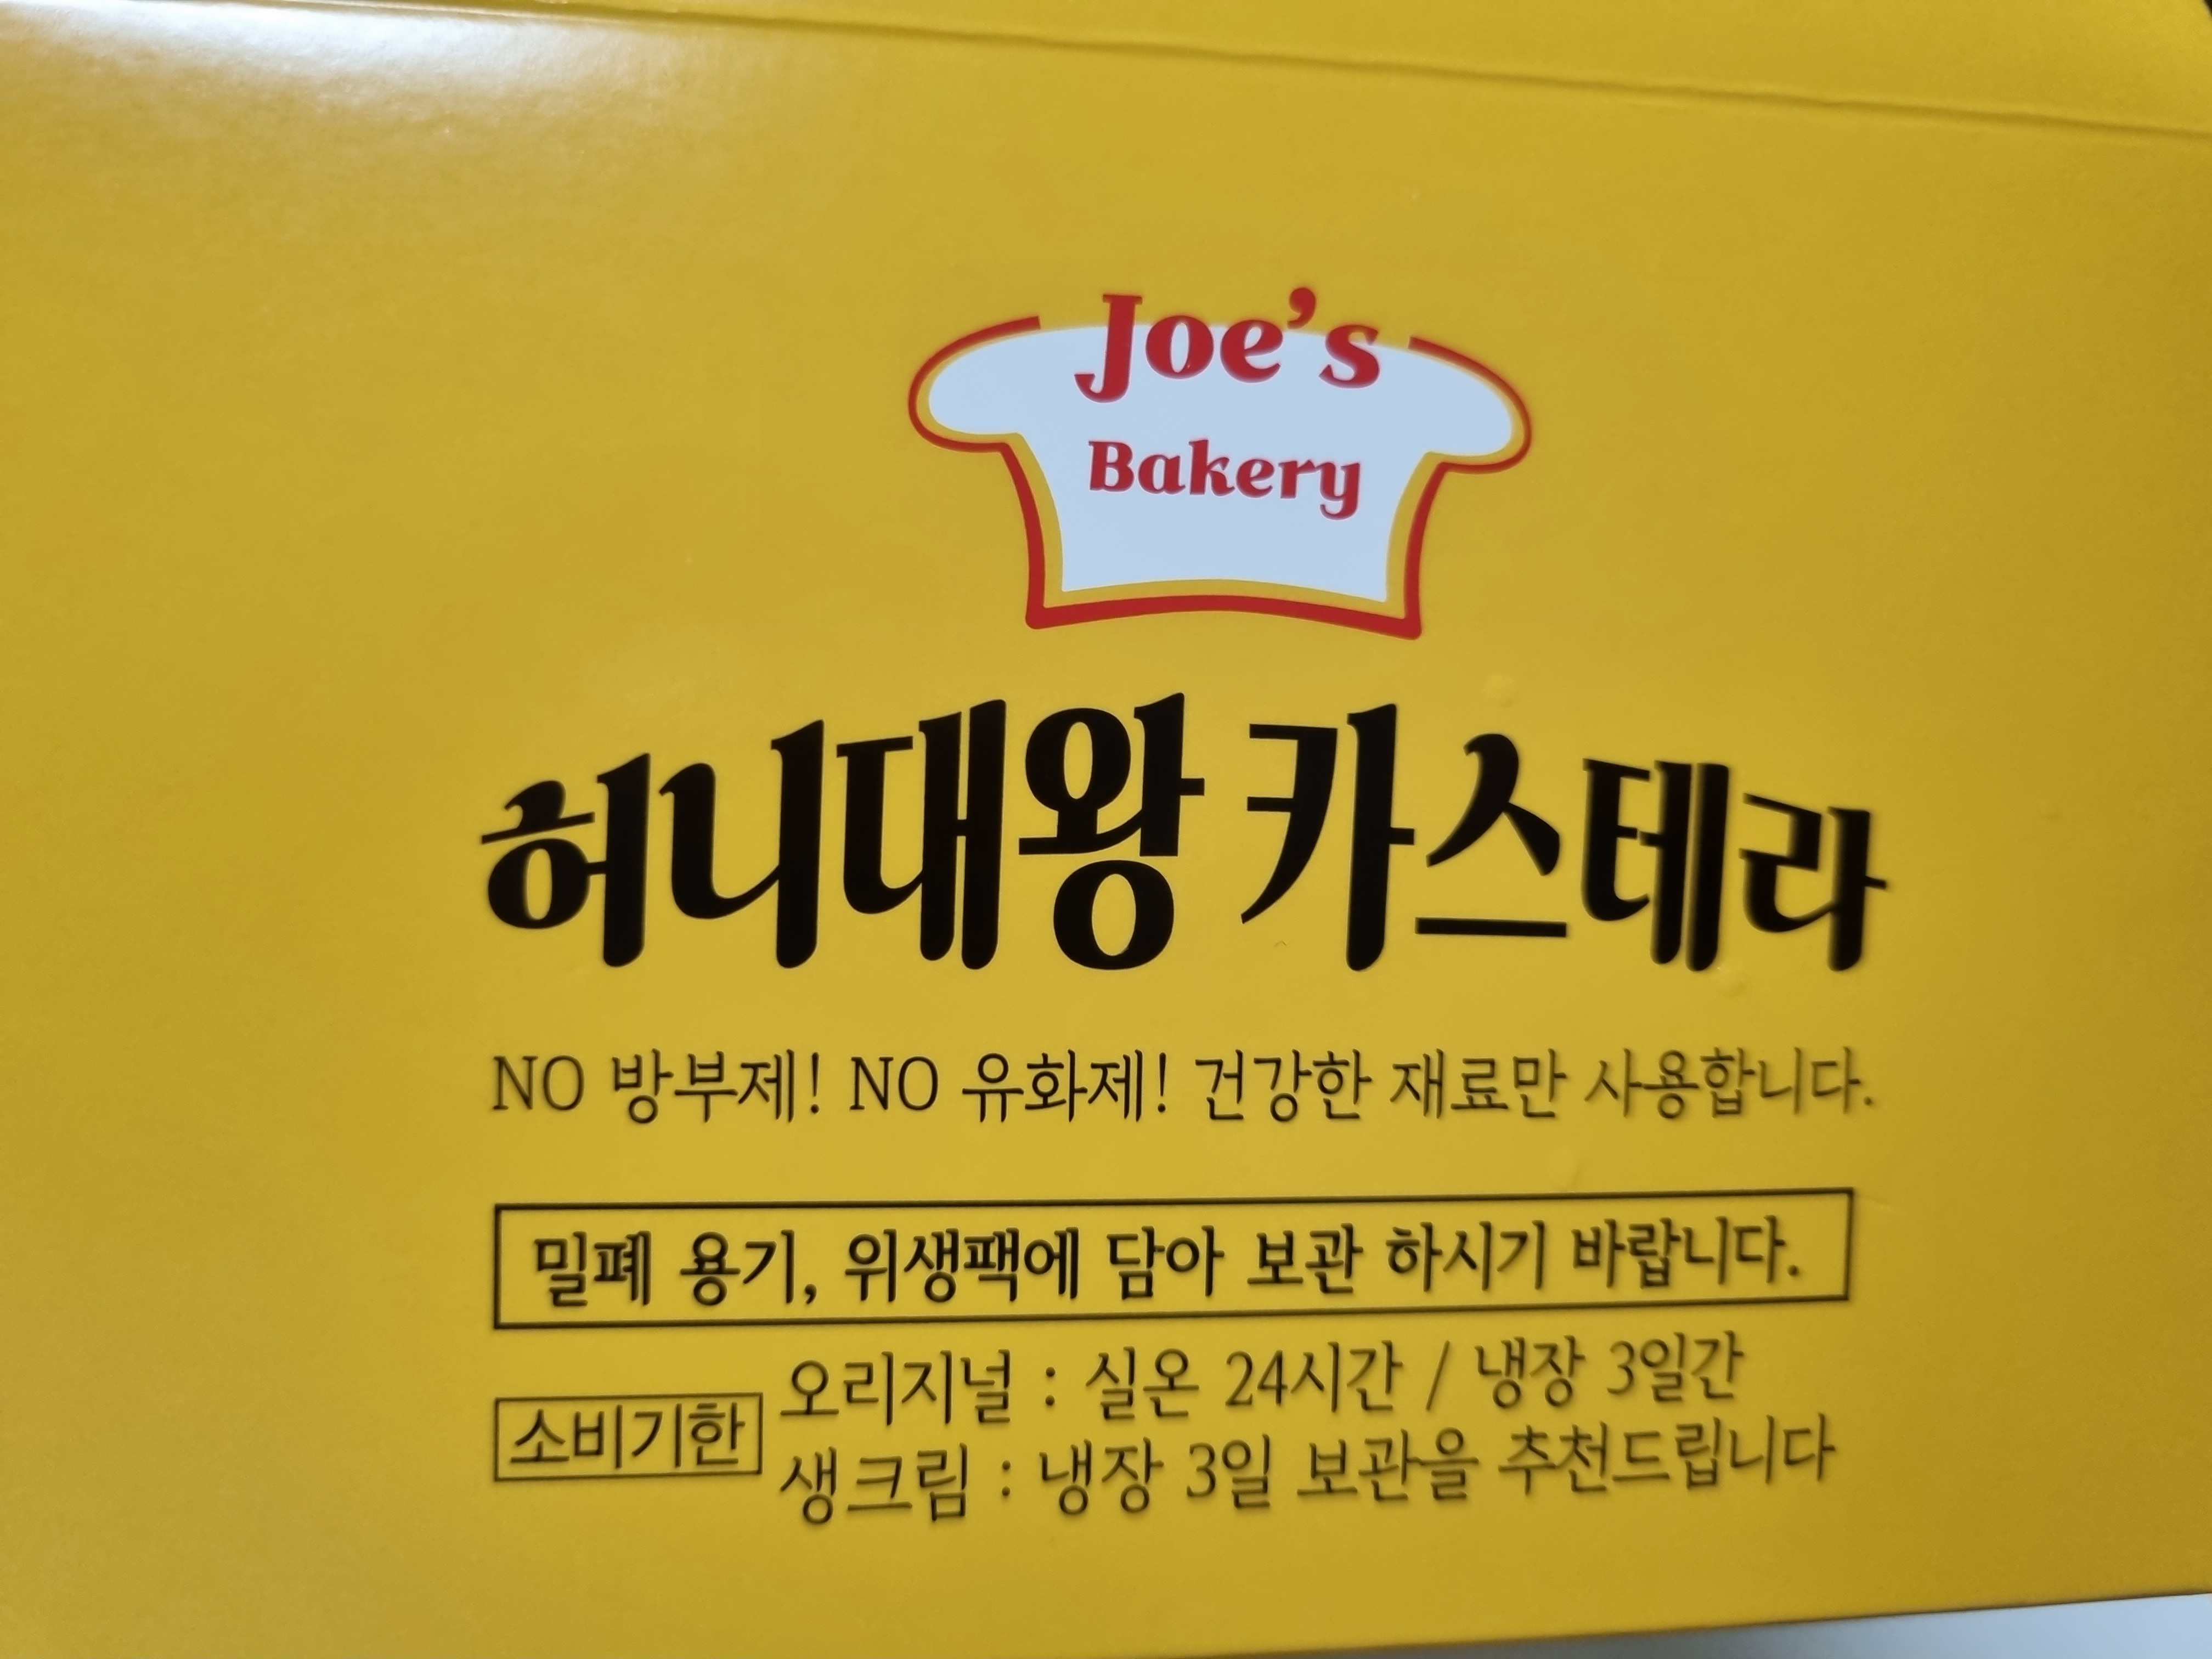 Joe's
Bakery
허니대왕 카스테라
NO 방부제! NO 유화제! 건강한 재료만 사용합니다.
밀폐 용기, 위생팩에 담아 보관 하시기 바랍니다.
소비기한
오리지널 : 실온 24시간 / 냉장 3일간
생크림 : 냉장 3일 보관을 추천드립니다